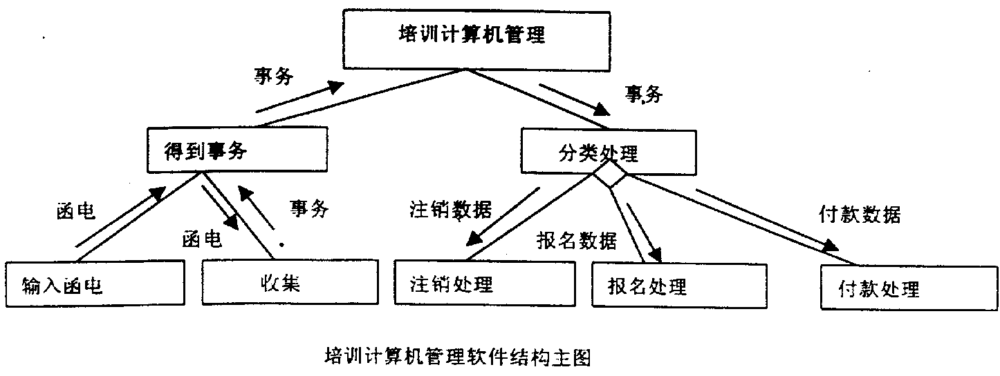 培训计算机管理
事务
事务
得到事务
分类处理
函电
函电
事务
注销数据
报名数据
付款数据
输入函电
收集
注销处理
报名处理
付款处理
培训计算机管理软件结构主图